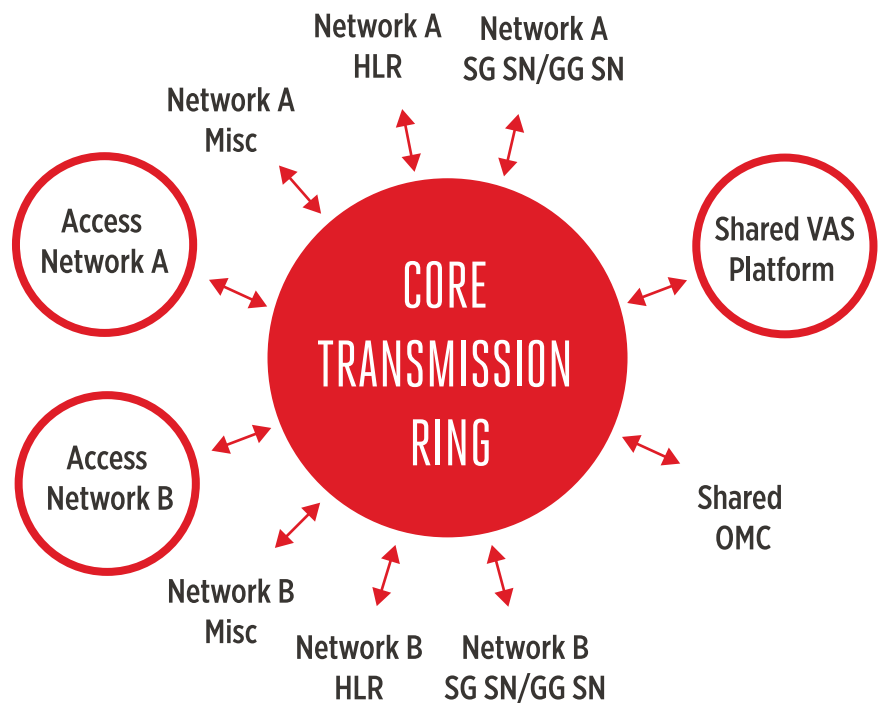 Network A
HLR
Network A
SG SN/GG SN
Network A
Misc
Access
Network A
Shared VAS
Platform
CORE
TRANSMISSION
RING
Access
Network B
Shared
OMC
Network B
Misc
Network B
HLR
Network B
SG SN/GG SN